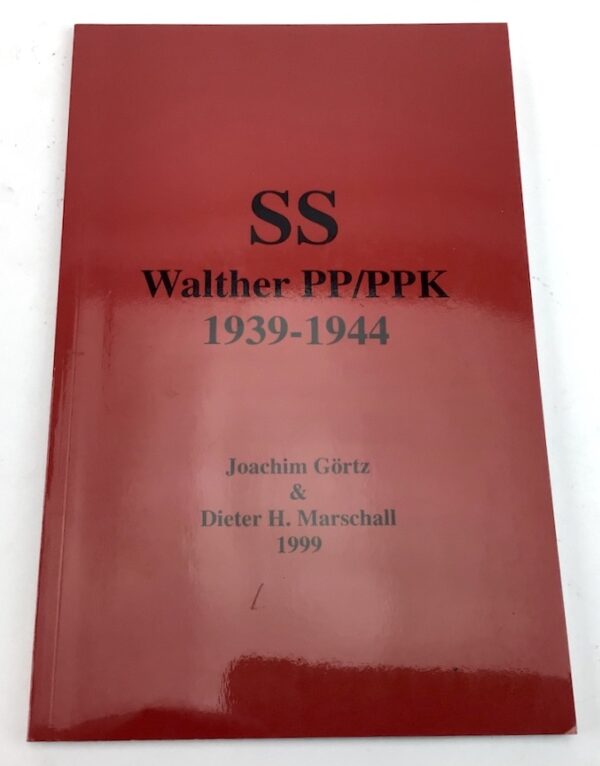 SS
Walther PP/PPK
1939-1944
Joachim Görtz
&
Dieter H. Marschall
1999